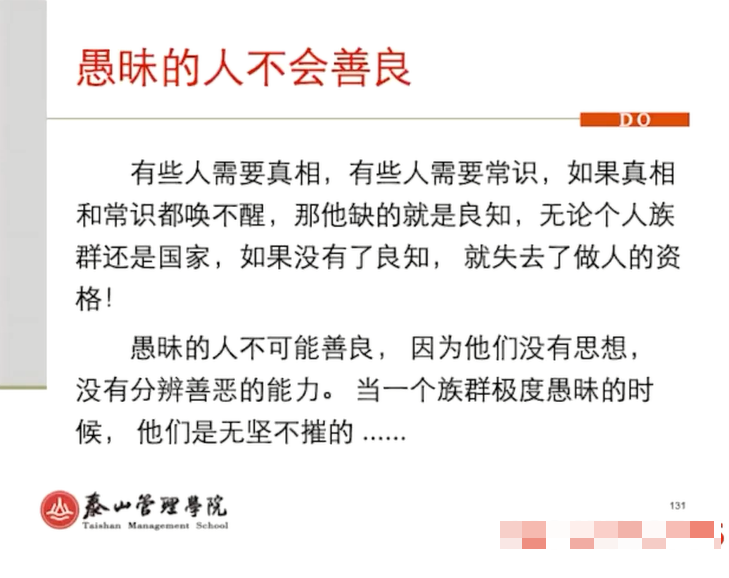 愚昧的人不会善良
DO
有些人需要真相，有些人需要常识，如果真相
和常识都唤不醒，那他缺的就是良知，无论个人族
群还是国家，如果没有了良知， 就失去了做人的资
格！
愚昧的人不可能善良， 因为他们没有思想，
没有分辨善恶的能力。 当一个族群极度愚昧的时
候， 他们是无坚不摧的 ......
泰山管理學院
Taishan Management School
131